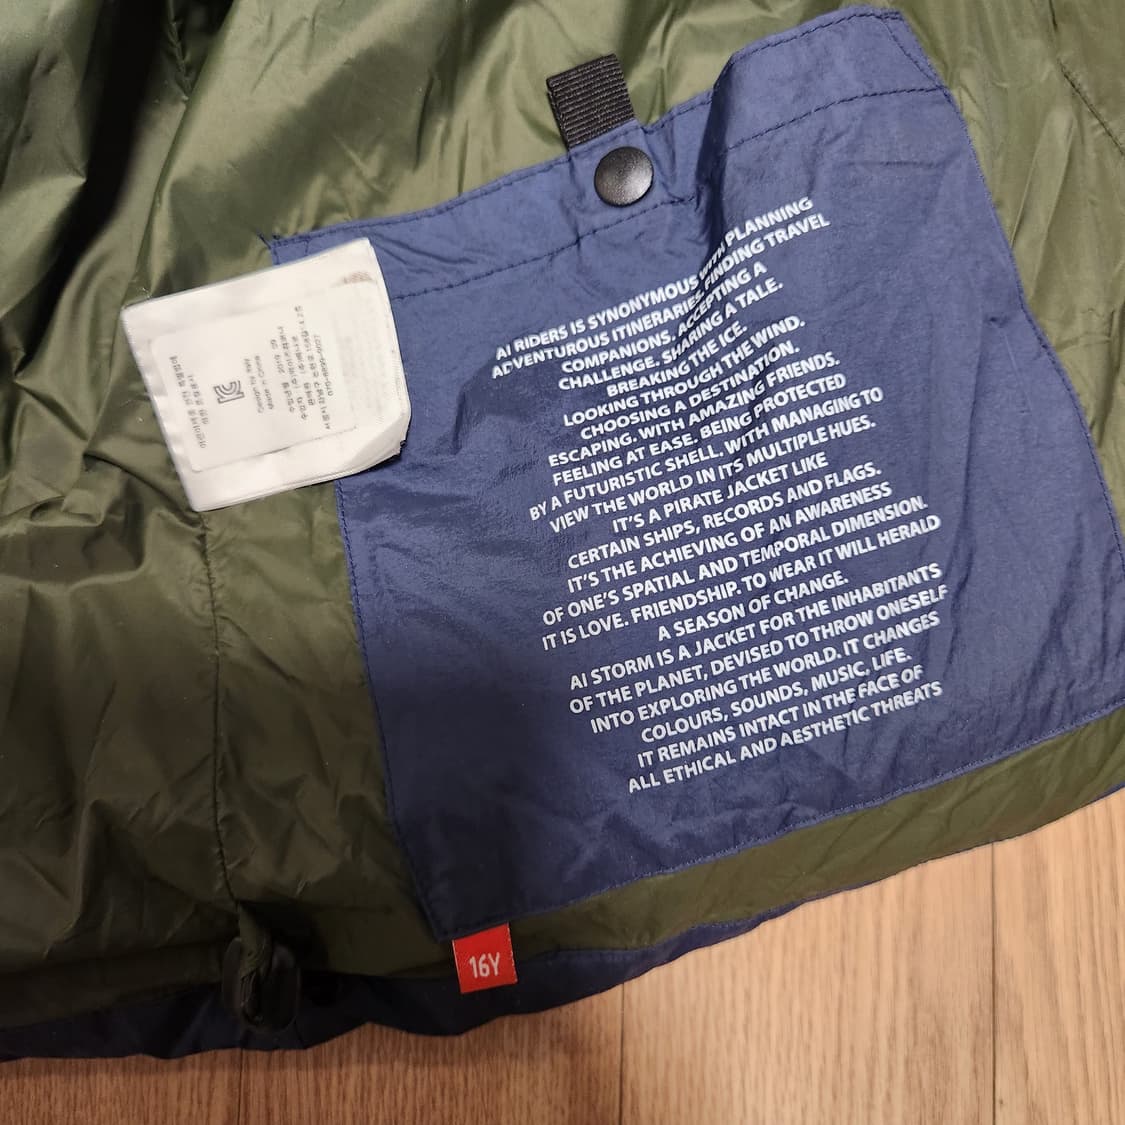 AI RIDERS IS SYNONYMOUS WITH PLANNING
ADVENTUROUS ITINERARIES. FINDING TRAVEL
COMPANIONS. ACCEPTING A
CHALLENGE. SHARING A TALE.
BREAKING THE ICE.
LOOKING THROUGH THE WIND.
CHOOSING A DESTINATION.
ESCAPING. WITH AMAZING FRIENDS.
FEELING AT EASE. BEING PROTECTED
BY A FUTURISTIC SHELL. WITH MANAGING TO
VIEW THE WORLD IN ITS MULTIPLE HUES.
IT'S A PIRATE JACKET LIKE
CERTAIN SHIPS, RECORDS AND FLAGS.
IT'S THE ACHIEVING OF AN AWARENESS
OF ONE'S SPATIAL AND TEMPORAL DIMENSION.
IT IS LOVE. FRIENDSHIP. TO WEAR IT WILL HERALD
A SEASON OF CHANGE.
AI STORM IS A JACKET FOR THE INHABITANTS
OF THE PLANET, DEVISED TO THROW ONESELF
INTO EXPLORING THE WORLD. IT CHANGES
COLOURS, SOUNDS, MUSIC, LIFE.
IT REMAINS INTACT IN THE FACE OF
ALL ETHICAL AND AESTHETIC THREATS
16Y